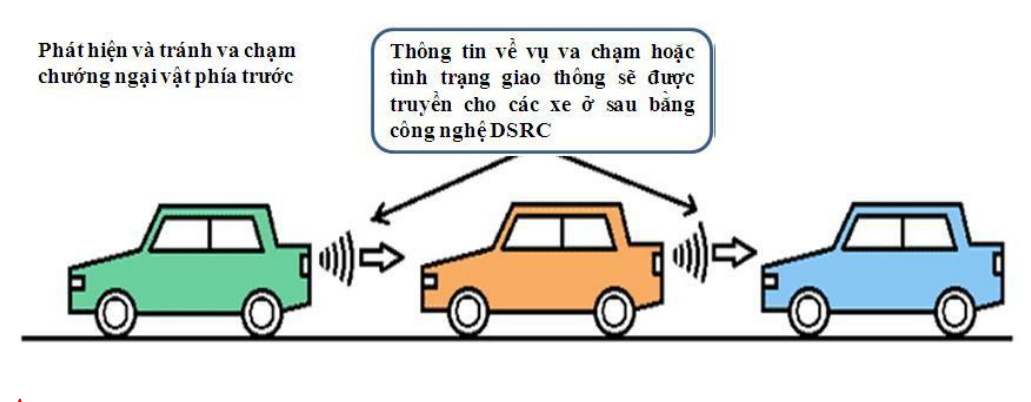 Phát hiện và tránh va chạm
chướng ngại vật phía trước
Thông tin về vụ va chạm hoặc
tình trạng giao thông sẽ được
truyền cho các xe ở sau bằng
công nghệ DSRC